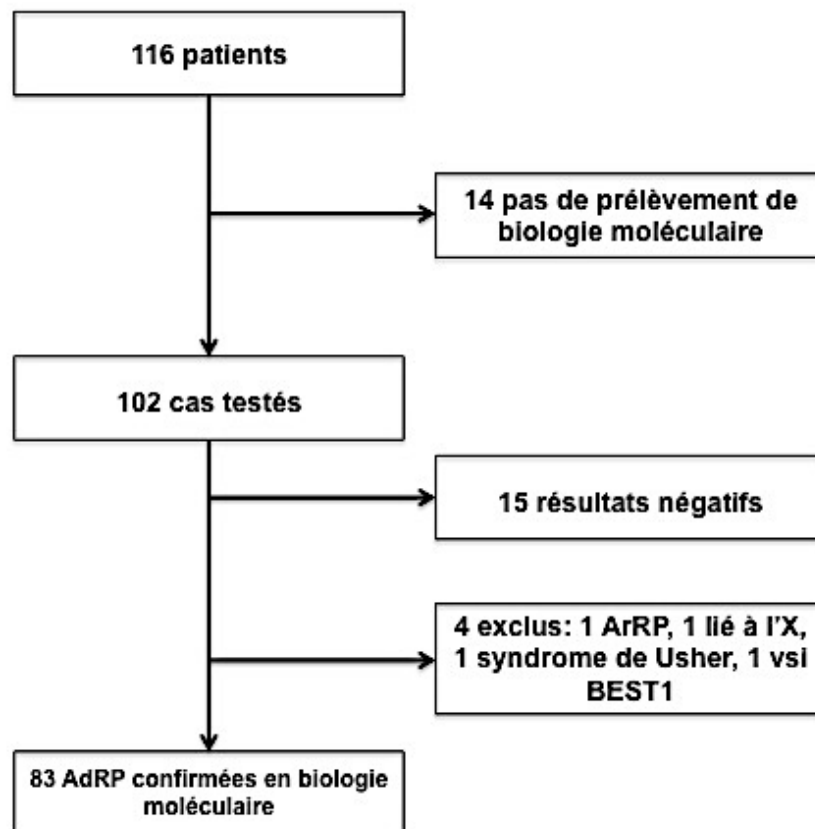 116 patients
14 pas de prélèvement de
biologie moléculaire
102 cas testés
15 résultats négatifs
4 exclus: 1 ArRP, 1 lié à l'X,
1 syndrome de Usher, 1 vsi
BEST1
83 AdRP confirmées en biologie
moléculaire